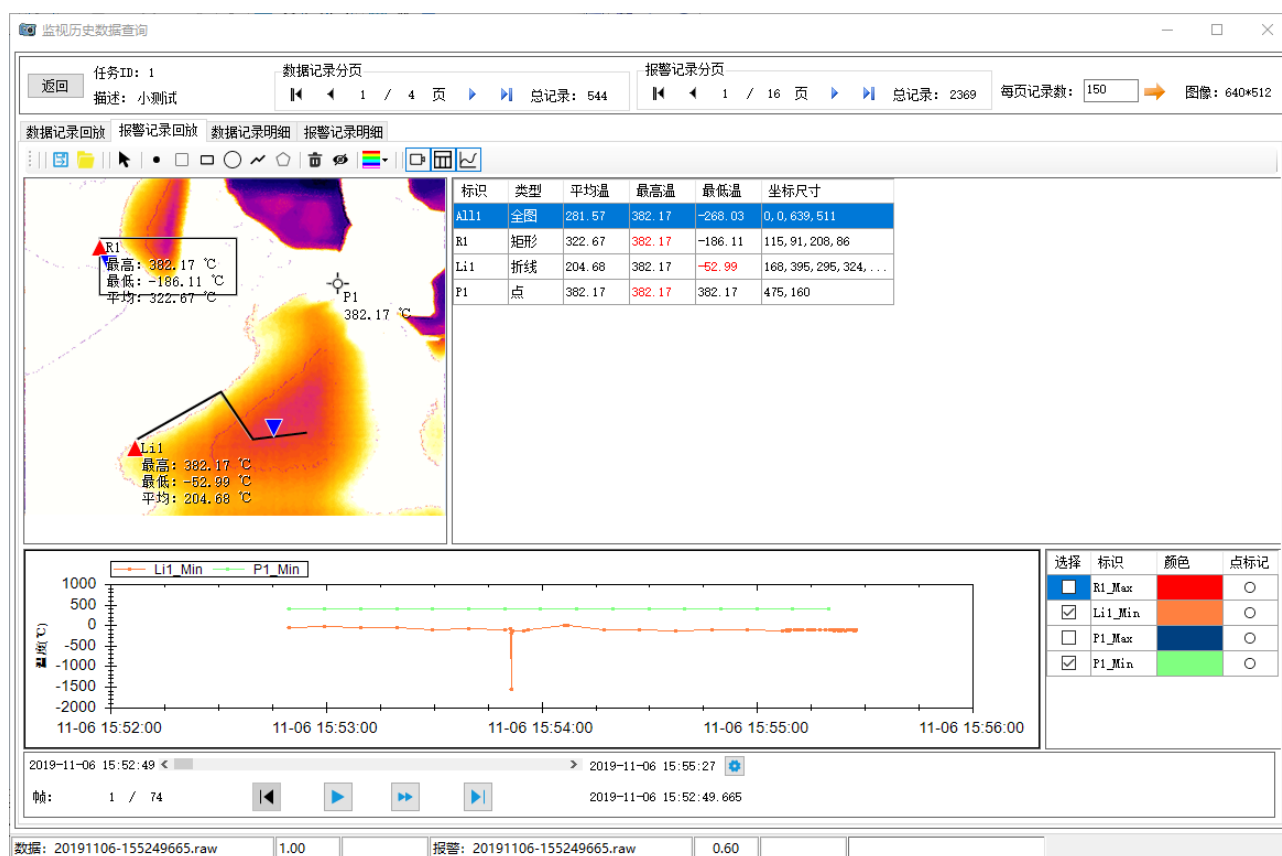 监视历史数据查询
返回
任务ID: 1
描述: 小测试
数据记录分页
1 / 4 页 总记录: 544
报警记录分页
1 / 16 页 总记录: 2369
每页记录数: 150
图像: 640*512
数据记录回放 报警记录回放 数据记录明细 报警记录明细
R1
最高: 382.17 ℃
最低: -186.11 ℃
平均: 322.67 ℃
P1
382.17 ℃
Li1
最高: 382.17 ℃
最低: -52.99 ℃
平均: 204.68 ℃
标识 类型 平均温 最高温 最低温 坐标尺寸
All1 全图 281.57 382.17 -268.03 0,0,639,511
R1 矩形 322.67 382.17 -186.11 115,91,208,86
Li1 折线 204.68 382.17 -52.99 168,395,295,324,...
P1 点 382.17 382.17 382.17 475,160
Li1_Min P1_Min
温度(℃)
1000
500
0
-500
-1000
-1500
-2000
11-06 15:52:00 11-06 15:53:00 11-06 15:54:00 11-06 15:55:00 11-06 15:56:00
选择 标识 颜色 点标记
R1_Max
Li1_Min
P1_Max
P1_Min
2019-11-06 15:52:49 2019-11-06 15:55:27
帧: 1 / 74 2019-11-06 15:52:49.665
数据: 20191106-155249665.raw 1.00 报警: 20191106-155249665.raw 0.60